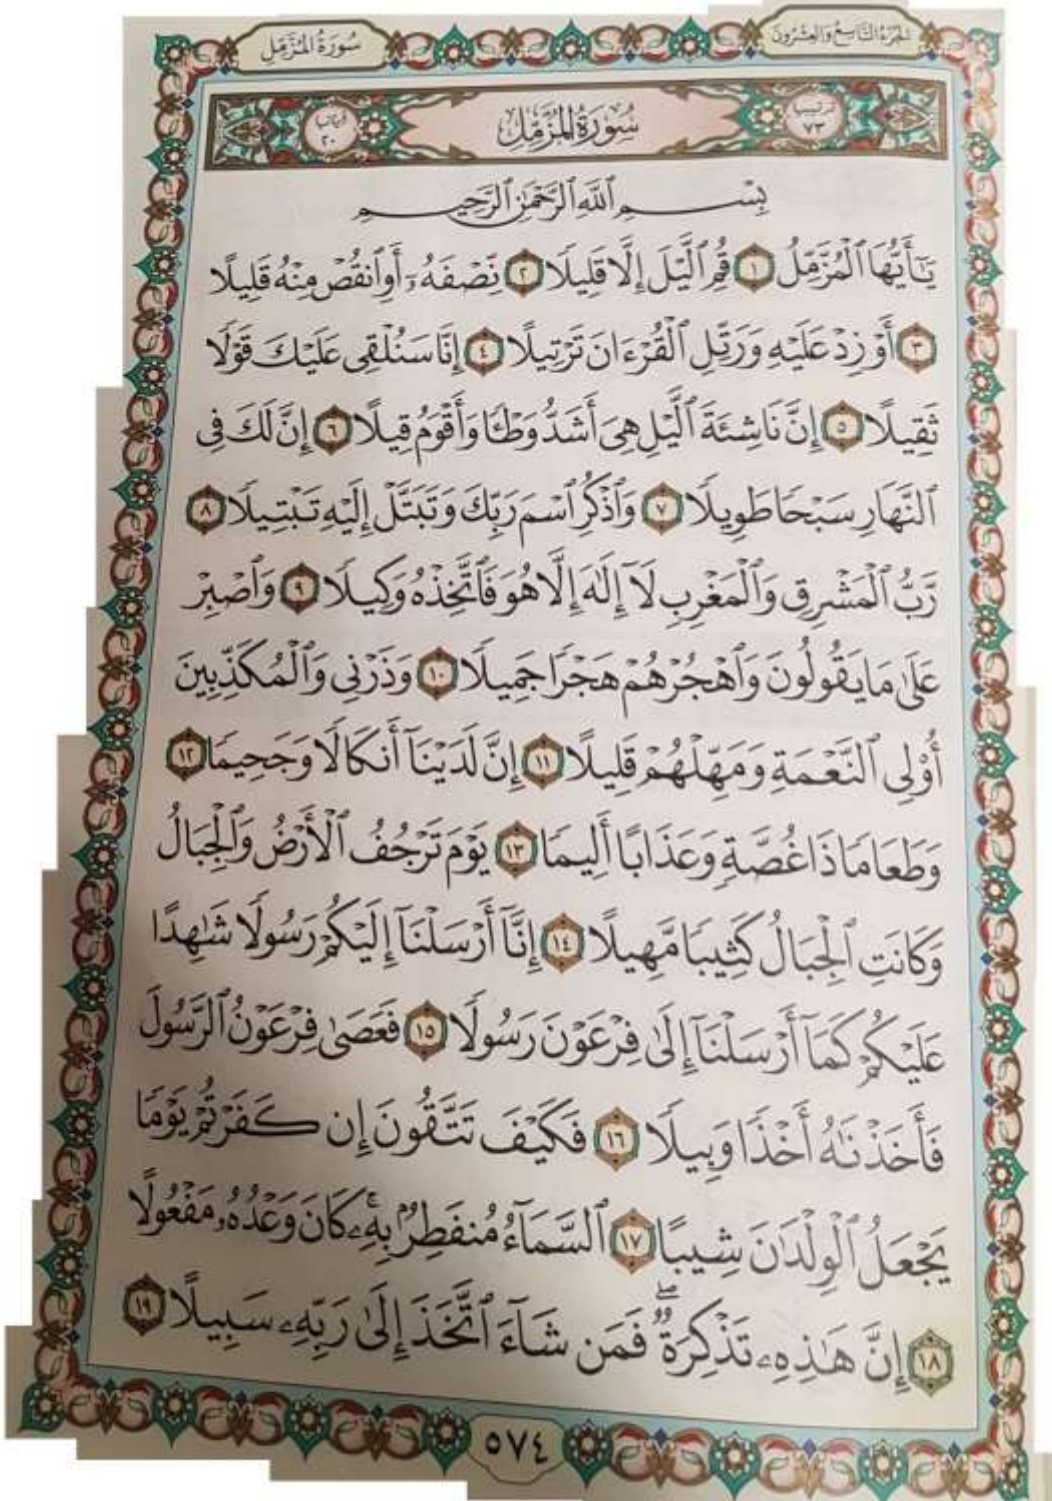 الجزء التاسع والعشرون
سورة المزمل
ترتيبها ٧٣
سُورَةُ المُزَّمِّل
آياتها ٢٠
بِسْمِ ٱللَّهِ ٱلرَّحْمَٰنِ ٱلرَّحِيمِ
يَٰٓأَيُّهَا ٱلْمُزَّمِّلُ ١ قُمِ ٱلَّيْلَ إِلَّا قَلِيلًا ٢ نِّصْفَهُۥٓ أَوِ ٱنقُصْ مِنْهُ قَلِيلًا
٣ أَوْ زِدْ عَلَيْهِ وَرَتِّلِ ٱلْقُرْءَانَ تَرْتِيلًا ٤ إِنَّا سَنُلْقِى عَلَيْكَ قَوْلًا
ثَقِيلًا ٥ إِنَّ نَاشِئَةَ ٱلَّيْلِ هِىَ أَشَدُّ وَطْـًٔا وَأَقْوَمُ قِيلًا ٦ إِنَّ لَكَ فِى
ٱلنَّهَارِ سَبْحًا طَوِيلًا ٧ وَٱذْكُرِ ٱسْمَ رَبِّكَ وَتَبَتَّلْ إِلَيْهِ تَبْتِيلًا ٨
رَّبُّ ٱلْمَشْرِقِ وَٱلْمَغْرِبِ لَآ إِلَٰهَ إِلَّا هُوَ فَٱتَّخِذْهُ وَكِيلًا ٩ وَٱصْبِرْ
عَلَىٰ مَا يَقُولُونَ وَٱهْجُرْهُمْ هَجْرًا جَمِيلًا ١٠ وَذَرْنِى وَٱلْمُكَذِّبِينَ
أُو۟لِى ٱلنَّعْمَةِ وَمَهِّلْهُمْ قَلِيلًا ١١ إِنَّ لَدَيْنَآ أَنكَالًا وَجَحِيمًا ١٢
وَطَعَامًا ذَا غُصَّةٍ وَعَذَابًا أَلِيمًا ١٣ يَوْمَ تَرْجُفُ ٱلْأَرْضُ وَٱلْجِبَالُ
وَكَانَتِ ٱلْجِبَالُ كَثِيبًا مَّهِيلًا ١٤ إِنَّآ أَرْسَلْنَآ إِلَيْكُمْ رَسُولًا شَٰهِدًا
عَلَيْكُمْ كَمَآ أَرْسَلْنَآ إِلَىٰ فِرْعَوْنَ رَسُولًا ١٥ فَعَصَىٰ فِرْعَوْنُ ٱلرَّسُولَ
فَأَخَذْنَٰهُ أَخْذًا وَبِيلًا ١٦ فَكَيْفَ تَتَّقُونَ إِن كَفَرْتُمْ يَوْمًا
يَجْعَلُ ٱلْوِلْدَٰنَ شِيبًا ١٧ ٱلسَّمَآءُ مُنفَطِرٌۢ بِهِۦۚ كَانَ وَعْدُهُۥ مَفْعُولًا
١٨ إِنَّ هَٰذِهِۦ تَذْكِرَةٌۖ فَمَن شَآءَ ٱتَّخَذَ إِلَىٰ رَبِّهِۦ سَبِيلًا ١٩
٥٧٤